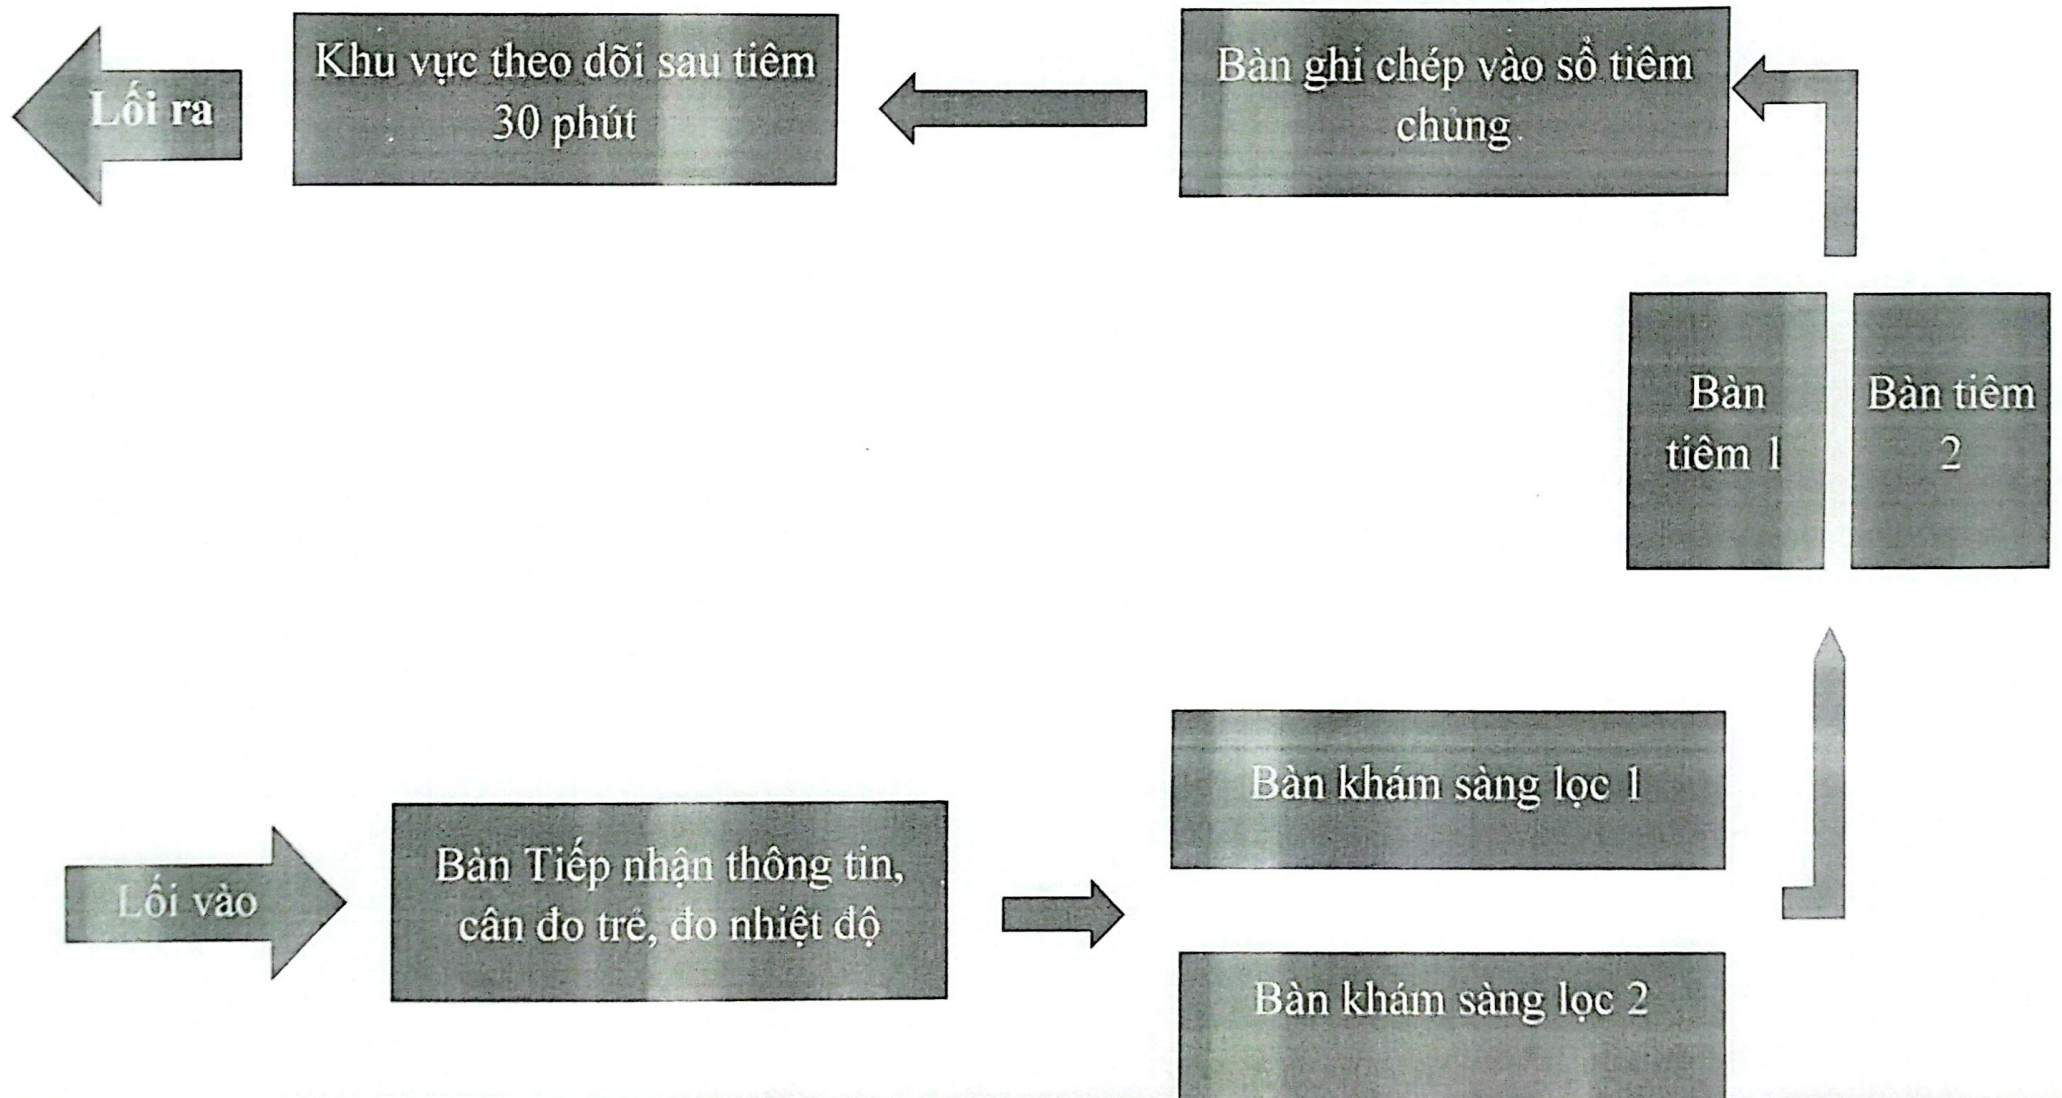 Lối ra
Khu vực theo dõi sau tiêm
30 phút
Bàn ghi chép vào sổ tiêm
chủng
Bàn
tiêm 1
Bàn tiêm
2
Bàn khám sàng lọc 1
Lối vào
Bàn Tiếp nhận thông tin,
cân đo trẻ, đo nhiệt độ
Bàn khám sàng lọc 2